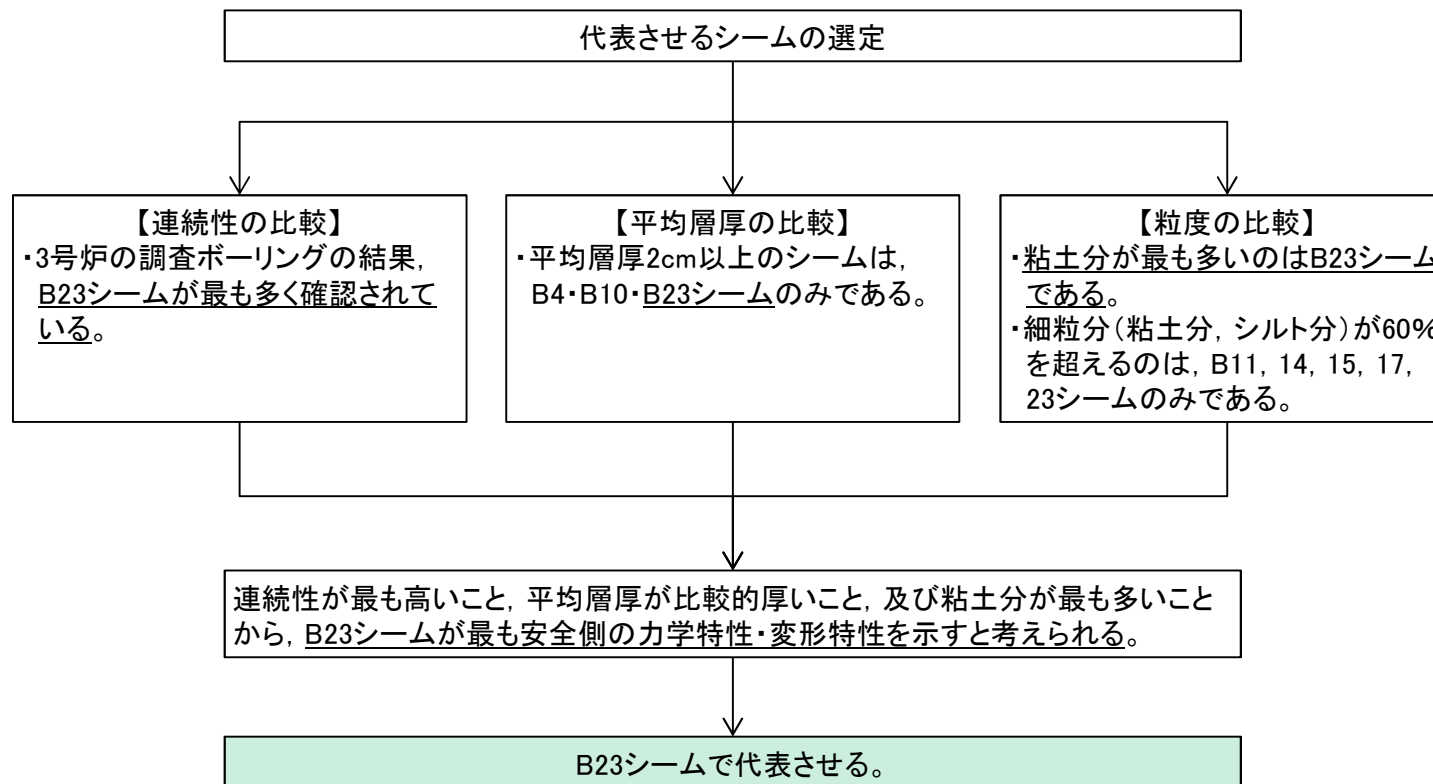 代表させるシームの選定
【連続性の比較】
・3号炉の調査ボーリングの結果,
B23シームが最も多く確認されて
いる。
【平均層厚の比較】
・平均層厚2cm以上のシームは,
B4・B10・B23シームのみである。
【粒度の比較】
・粘土分が最も多いのはB23シーム
である。
・細粒分(粘土分, シルト分)が60%
を超えるのは, B11, 14, 15, 17,
23シームのみである。
連続性が最も高いこと, 平均層厚が比較的厚いこと, 及び粘土分が最も多いこと
から, B23シームが最も安全側の力学特性・変形特性を示すと考えられる。
B23シームで代表させる。